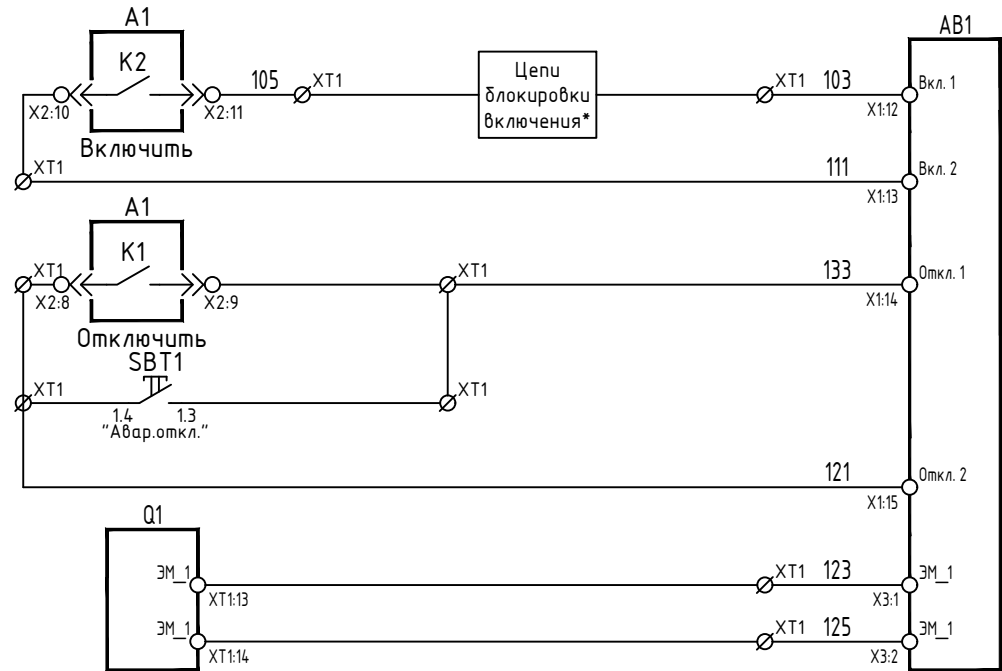 A1
AB1
K2
105
XT1
Цепи
блокировки
включения*
XT1
103
Вкл. 1
X2:10
X2:11
X1:12
Включить
XT1
111
Вкл. 2
X1:13
A1
K1
XT1
XT1
133
Откл. 1
X2:8
X2:9
X1:14
Отключить
SBT1
XT1
XT1
1.4
1.3
"Авар.откл."
121
Откл. 2
X1:15
Q1
ЭМ_1
XT1
123
ЭМ_1
XT1:13
X3:1
ЭМ_1
XT1
125
ЭМ_1
XT1:14
X3:2